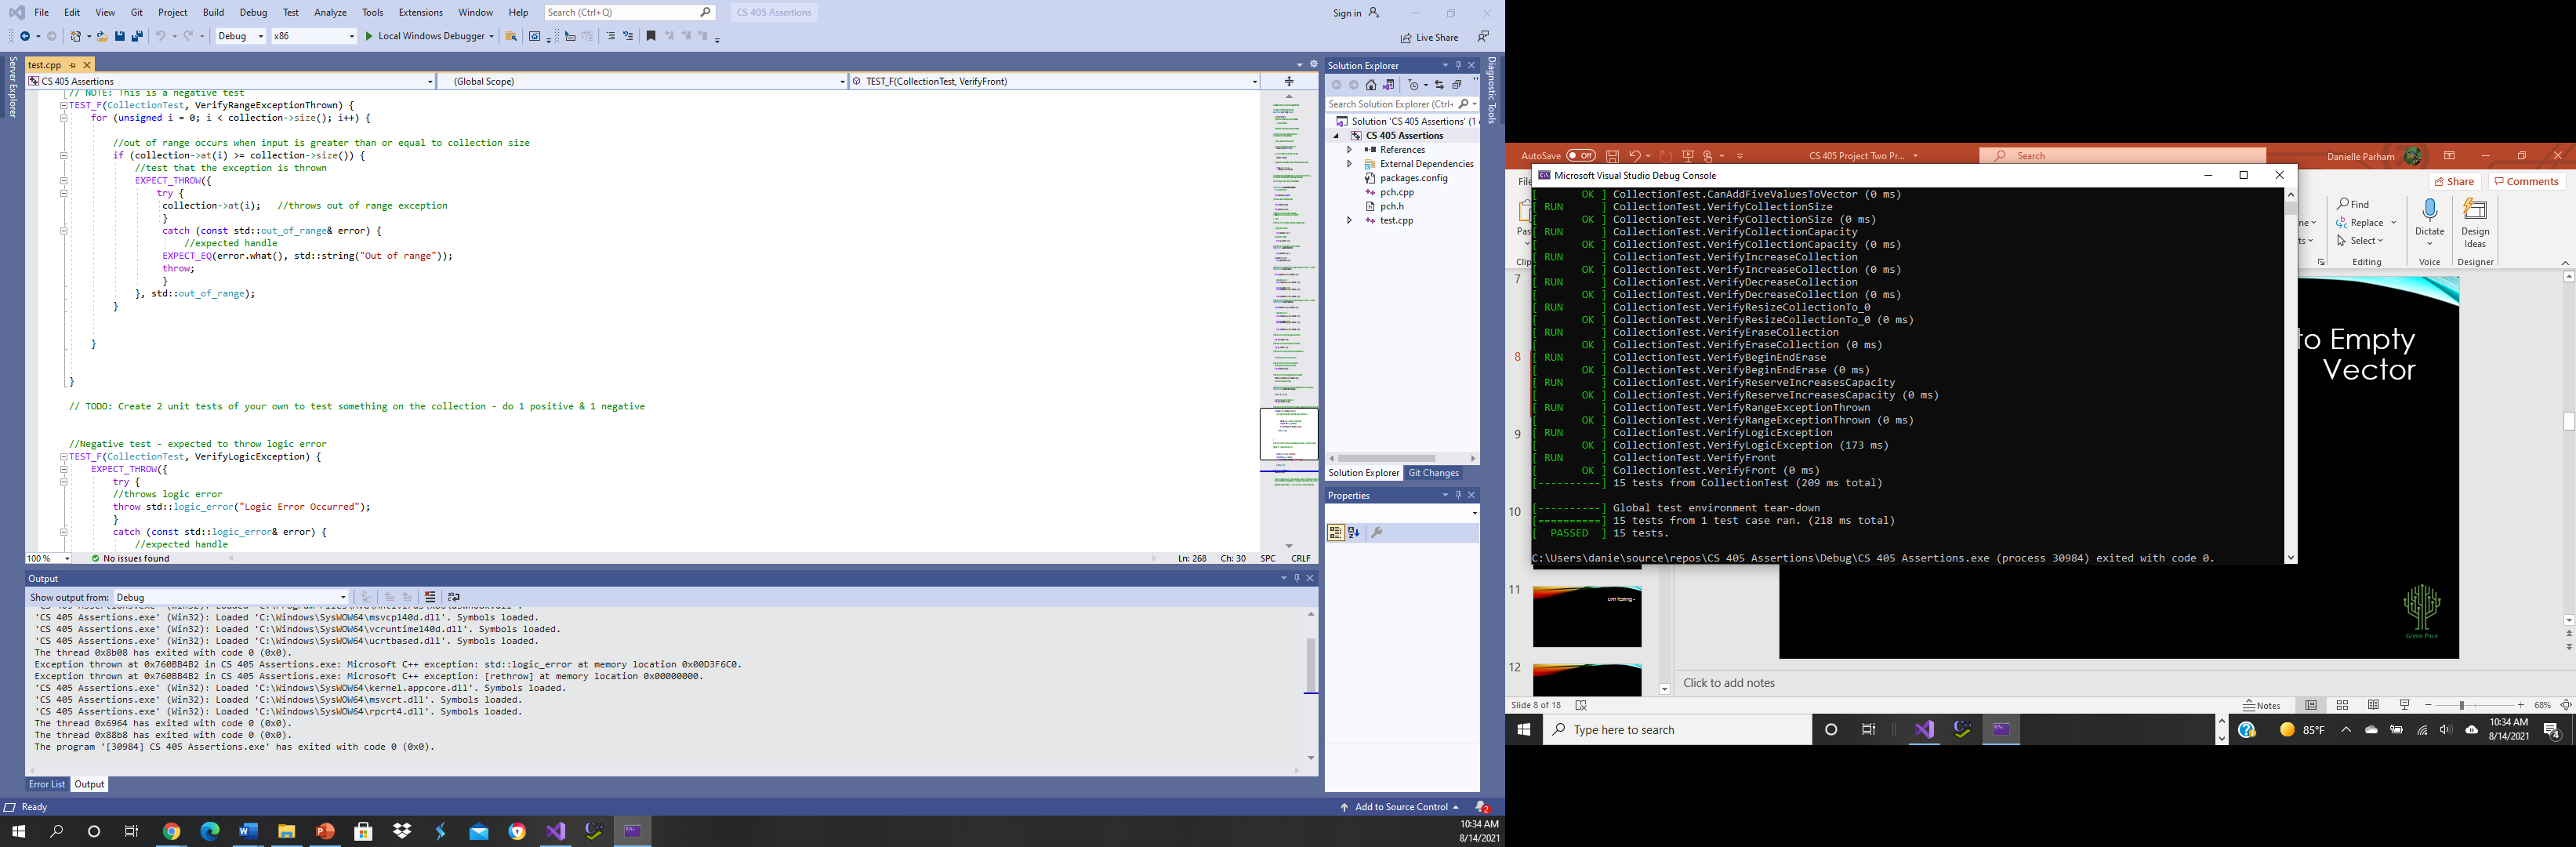 File Edit View Git Project Build Debug Test Analyze Tools Extensions Window Help Search (Ctrl+Q) CS 405 Assertions Sign in
Debug x86 Local Windows Debugger Live Share
Server Explorer
test.cpp
CS 405 Assertions (Global Scope) TEST_F(CollectionTest, VerifyFront)
// NOTE: This is a negative test
TEST_F(CollectionTest, VerifyRangeExceptionThrown) {
for (unsigned i = 0; i < collection->size(); i++) {
//out of range occurs when input is greater than or equal to collection size
if (collection->at(i) >= collection->size()) {
//test that the exception is thrown
EXPECT_THROW({
try {
collection->at(i); //throws out of range exception
}
catch (const std::out_of_range& error) {
//expected handle
EXPECT_EQ(error.what(), std::string("Out of range"));
throw;
}
}, std::out_of_range);
}
}
}
// TODO: Create 2 unit tests of your own to test something on the collection - do 1 positive & 1 negative
//Negative test - expected to throw logic error
TEST_F(CollectionTest, VerifyLogicException) {
EXPECT_THROW({
try {
//throws logic error
throw std::logic_error("Logic Error Occurred");
}
catch (const std::logic_error& error) {
//expected handle
100 % No issues found Ln: 268 Ch: 30 SPC CRLF
Output
Show output from: Debug
'CS 405 Assertions.exe' (Win32): Loaded 'C:\Windows\SysWOW64\msvcp140d.dll'. Symbols loaded.
'CS 405 Assertions.exe' (Win32): Loaded 'C:\Windows\SysWOW64\vcruntime140d.dll'. Symbols loaded.
'CS 405 Assertions.exe' (Win32): Loaded 'C:\Windows\SysWOW64\ucrtbased.dll'. Symbols loaded.
The thread 0x8b08 has exited with code 0 (0x0).
Exception thrown at 0x760BB4B2 in CS 405 Assertions.exe: Microsoft C++ exception: std::logic_error at memory location 0x00D3F6C0.
Exception thrown at 0x760BB4B2 in CS 405 Assertions.exe: Microsoft C++ exception: [rethrow] at memory location 0x00000000.
'CS 405 Assertions.exe' (Win32): Loaded 'C:\Windows\SysWOW64\kernel.appcore.dll'. Symbols loaded.
'CS 405 Assertions.exe' (Win32): Loaded 'C:\Windows\SysWOW64\msvcrt.dll'. Symbols loaded.
'CS 405 Assertions.exe' (Win32): Loaded 'C:\Windows\SysWOW64\rpcrt4.dll'. Symbols loaded.
The thread 0x6964 has exited with code 0 (0x0).
The thread 0x88b8 has exited with code 0 (0x0).
The program '[30984] CS 405 Assertions.exe' has exited with code 0 (0x0).
Error List Output
Ready Add to Source Control 2
10:34 AM
8/14/2021
Solution Explorer
Search Solution Explorer (Ctrl+
Solution 'CS 405 Assertions' (1
CS 405 Assertions
References
External Dependencies
packages.config
pch.cpp
pch.h
test.cpp
Solution Explorer Git Changes
Properties
Diagnostic Tools
AutoSave Off CS 405 Project Two Pr... Search Danielle Parham
Share Comments
Find
Replace
Select
Editing
Dictate
Voice
Design
Ideas
Designer
Microsoft Visual Studio Debug Console
[ OK ] CollectionTest.CanAddFiveValuesToVector (0 ms)
[ RUN ] CollectionTest.VerifyCollectionSize
[ OK ] CollectionTest.VerifyCollectionSize (0 ms)
[ RUN ] CollectionTest.VerifyCollectionCapacity
[ OK ] CollectionTest.VerifyCollectionCapacity (0 ms)
[ RUN ] CollectionTest.VerifyIncreaseCollection
[ OK ] CollectionTest.VerifyIncreaseCollection (0 ms)
[ RUN ] CollectionTest.VerifyDecreaseCollection
[ OK ] CollectionTest.VerifyDecreaseCollection (0 ms)
[ RUN ] CollectionTest.VerifyResizeCollectionTo_0
[ OK ] CollectionTest.VerifyResizeCollectionTo_0 (0 ms)
[ RUN ] CollectionTest.VerifyEraseCollection
[ OK ] CollectionTest.VerifyEraseCollection (0 ms)
[ RUN ] CollectionTest.VerifyBeginEndErase
[ OK ] CollectionTest.VerifyBeginEndErase (0 ms)
[ RUN ] CollectionTest.VerifyReserveIncreasesCapacity
[ OK ] CollectionTest.VerifyReserveIncreasesCapacity (0 ms)
[ RUN ] CollectionTest.VerifyRangeExceptionThrown
[ OK ] CollectionTest.VerifyRangeExceptionThrown (0 ms)
[ RUN ] CollectionTest.VerifyLogicException
[ OK ] CollectionTest.VerifyLogicException (173 ms)
[ RUN ] CollectionTest.VerifyFront
[ OK ] CollectionTest.VerifyFront (0 ms)
[----------] 15 tests from CollectionTest (209 ms total)
[----------] Global test environment tear-down
[==========] 15 tests from 1 test case ran. (218 ms total)
[ PASSED ] 15 tests.
C:\Users\danie\source\repos\CS 405 Assertions\Debug\CS 405 Assertions.exe (process 30984) exited with code 0.
to Empty
Vector
Green Pace
7
8
9
10
11
Unit Testing -
12
Click to add notes
Slide 8 of 18 Notes 68%
Type here to search 85°F 10:34 AM
8/14/2021 4